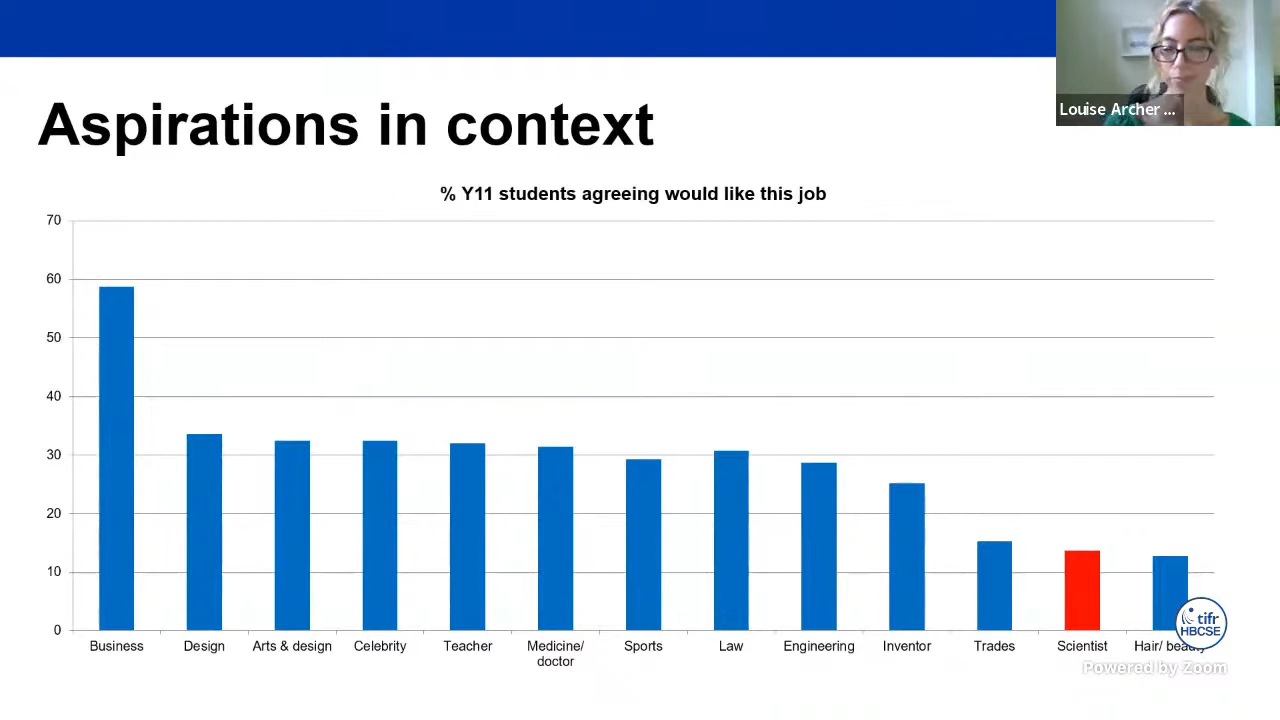 Louise Archer ...
Aspirations in context
% Y11 students agreeing would like this job
70
60
50
40
30
20
10
0
Business
Design
Arts & design
Celebrity
Teacher
Medicine/
doctor
Sports
Law
Engineering
Inventor
Trades
Scientist
Hair/ beauty
tifr
HBCSE
Powered by Zoom